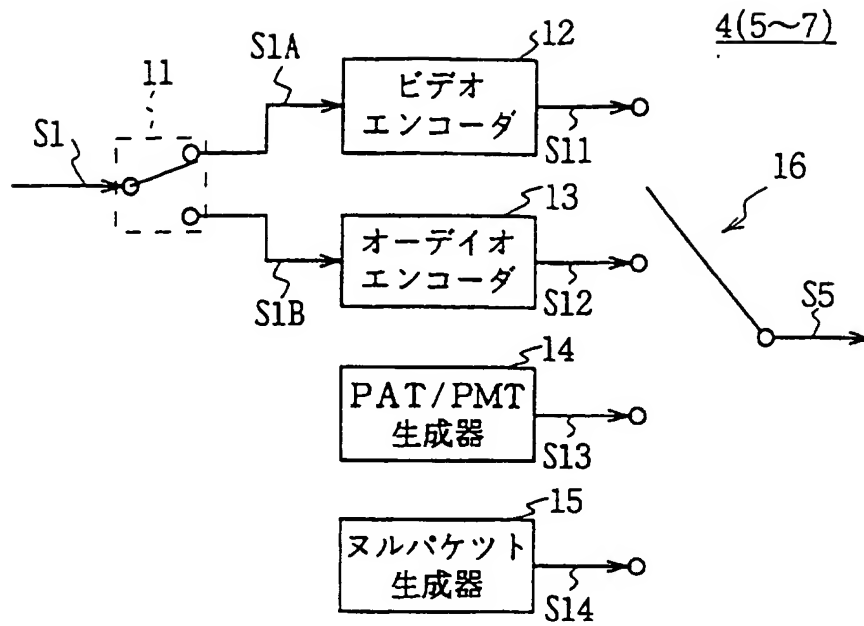 4(5～7)
11
S1
S1A
12
ビデオ
エンコーダ
S11
S1B
13
オーデイオ
エンコーダ
S12
16
S5
14
PAT/PMT
生成器
S13
15
ヌルパケット
生成器
S14